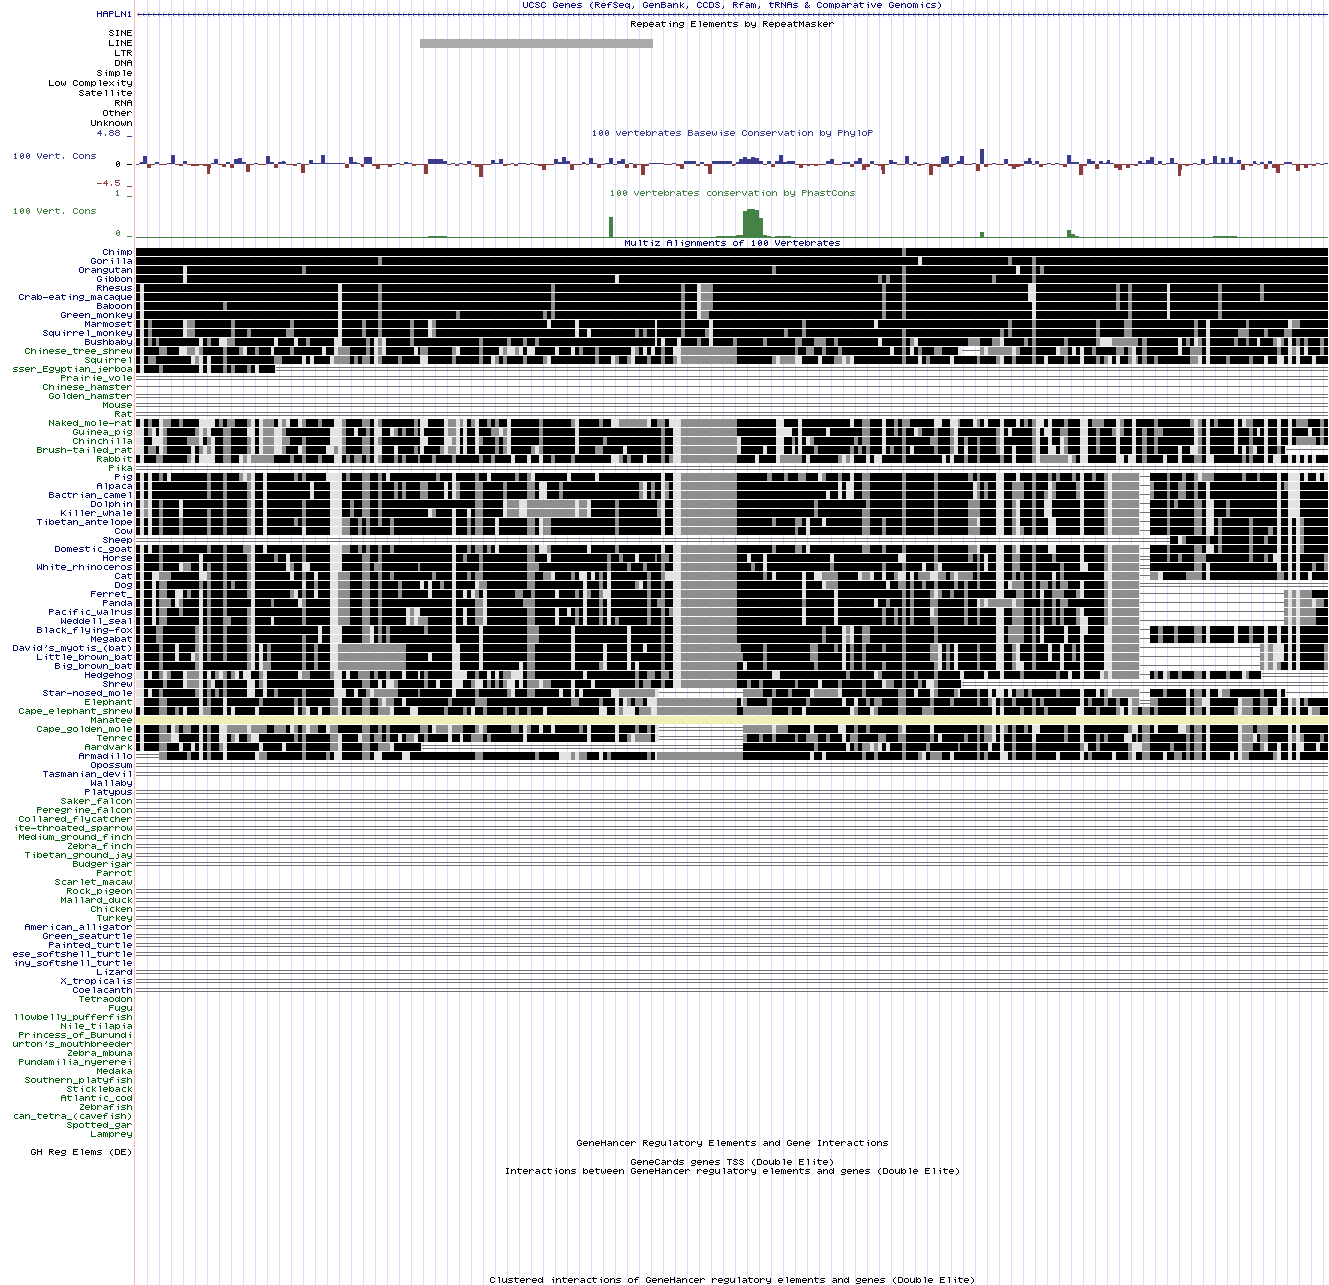 UCSC Genes (RefSeq, GenBank, CCDS, Rfam, tRNAs & Comparative Genomics)
HAPLN1
Repeating Elements by RepeatMasker
SINE
LINE
LTR
DNA
Simple
Low Complexity
Satellite
RNA
Other
Unknown
4.88 _
100 vertebrates Basewise Conservation by PhyloP
100 Vert. Cons
0 _
-4.5 _
1 _
100 vertebrates conservation by PhastCons
100 Vert. Cons
0 _
Multiz Alignments of 100 Vertebrates
Chimp
Gorilla
Orangutan
Gibbon
Rhesus
Crab-eating_macaque
Baboon
Green_monkey
Marmoset
Squirrel_monkey
Bushbaby
Chinese_tree_shrew
Squirrel
sser_Egyptian_jerboa
Prairie_vole
Chinese_hamster
Golden_hamster
Mouse
Rat
Naked_mole-rat
Guinea_pig
Chinchilla
Brush-tailed_rat
Rabbit
Pika
Pig
Alpaca
Bactrian_camel
Dolphin
Killer_whale
Tibetan_antelope
Cow
Sheep
Domestic_goat
Horse
White_rhinoceros
Cat
Dog
Ferret_
Panda
Pacific_walrus
Weddell_seal
Black_flying-fox
Megabat
David's_myotis_(bat)
Little_brown_bat
Big_brown_bat
Hedgehog
Shrew
Star-nosed_mole
Elephant
Cape_elephant_shrew
Manatee
Cape_golden_mole
Tenrec
Aardvark
Armadillo
Opossum
Tasmanian_devil
Wallaby
Platypus
Saker_falcon
Peregrine_falcon
Collared_flycatcher
ite-throated_sparrow
Medium_ground_finch
Zebra_finch
Tibetan_ground_jay
Budgerigar
Parrot
Scarlet_macaw
Rock_pigeon
Mallard_duck
Chicken
Turkey
American_alligator
Green_seaturtle
Painted_turtle
ese_softshell_turtle
iny_softshell_turtle
Lizard
X_tropicalis
Coelacanth
Tetraodon
Fugu
llowbelly_pufferfish
Nile_tilapia
Princess_of_Burundi
urton's_mouthbreeder
Zebra_mbuna
Pundamilia_nyererei
Medaka
Southern_platyfish
Stickleback
Atlantic_cod
Zebrafish
can_tetra_(cavefish)
Spotted_gar
Lamprey
GeneHancer Regulatory Elements and Gene Interactions
GH Reg Elems (DE)
GeneCards genes TSS (Double Elite)
Interactions between GeneHancer regulatory elements and genes (Double Elite)
Clustered interactions of GeneHancer regulatory elements and genes (Double Elite)